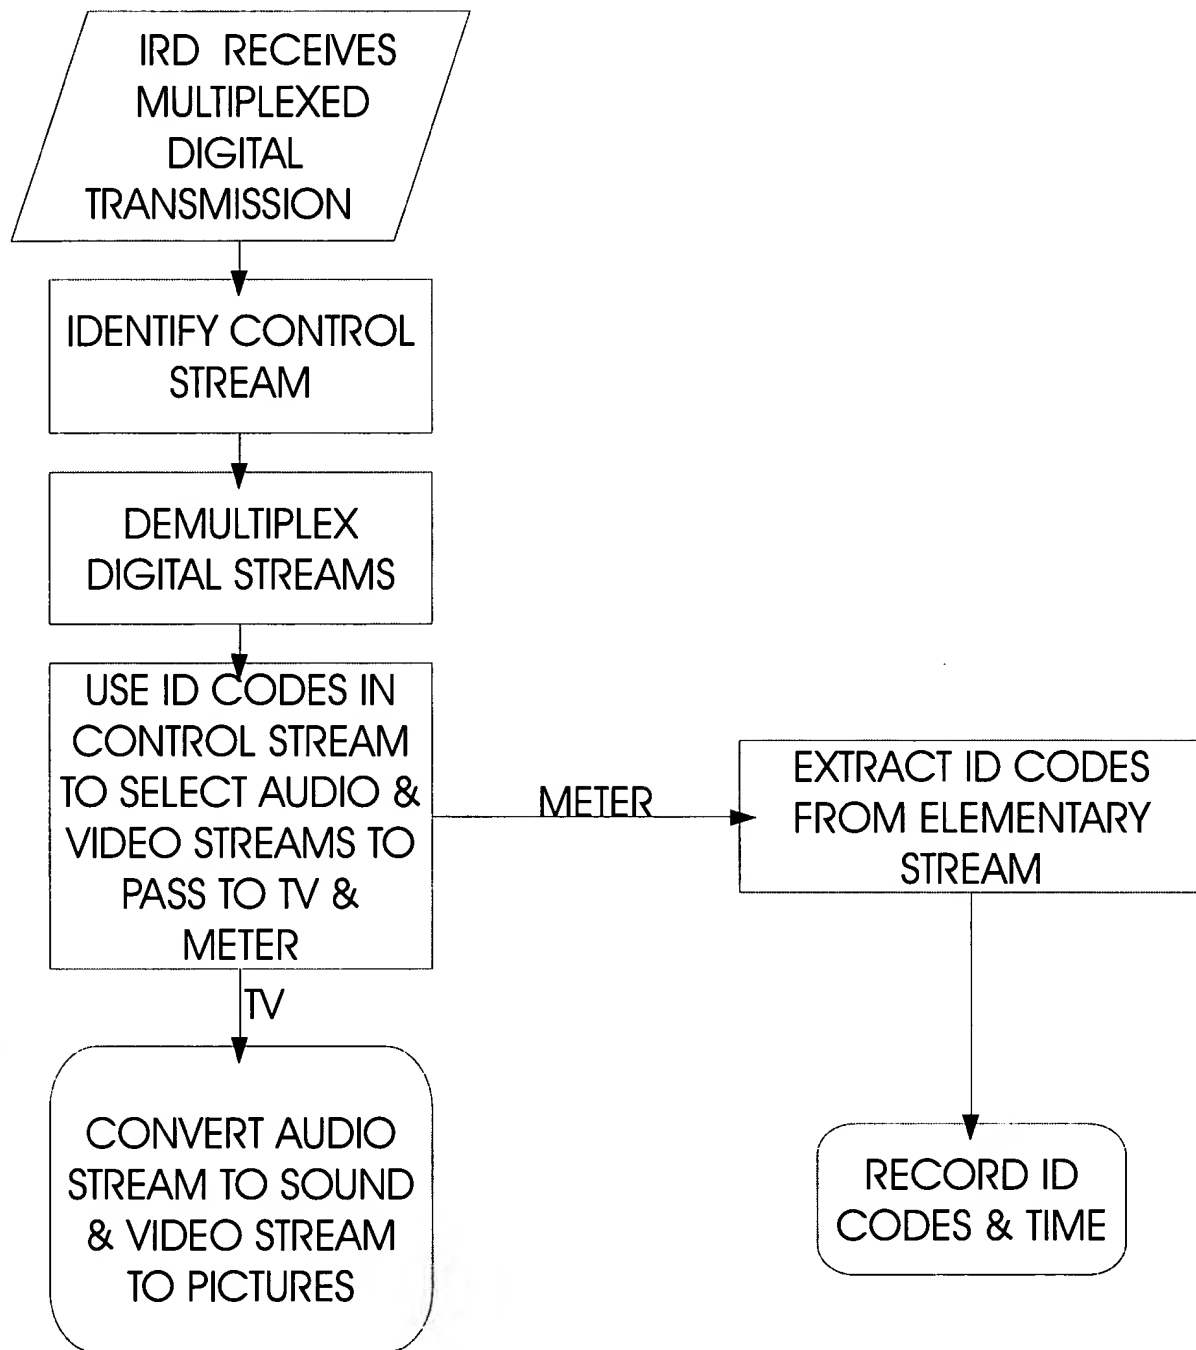 IRD RECEIVES
MULTIPLEXED
DIGITAL
TRANSMISSION
IDENTIFY CONTROL
STREAM
DEMULTIPLEX
DIGITAL STREAMS
USE ID CODES IN
CONTROL STREAM
TO SELECT AUDIO &
VIDEO STREAMS TO
PASS TO TV &
METER
METER
EXTRACT ID CODES
FROM ELEMENTARY
STREAM
TV
CONVERT AUDIO
STREAM TO SOUND
& VIDEO STREAM
TO PICTURES
RECORD ID
CODES & TIME